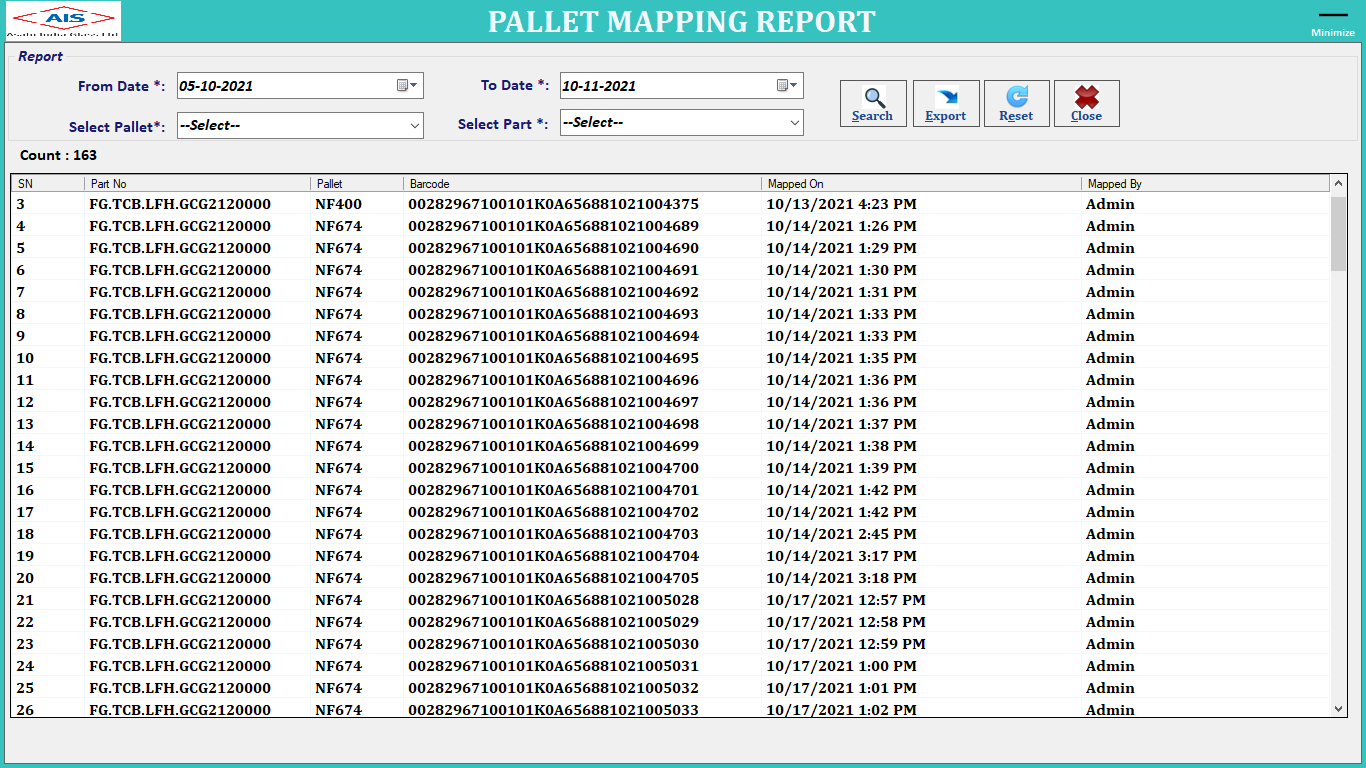 AIS
Asahi India Glass Ltd
PALLET MAPPING REPORT
Minimize
Report
From Date *: 05-10-2021 To Date *: 10-11-2021
Select Pallet*: --Select-- Select Part *: --Select--
Search Export Reset Close
Count : 163
SN Part No Pallet Barcode Mapped On Mapped By
3 FG.TCB.LFH.GCG2120000 NF400 00282967100101K0A656881021004375 10/13/2021 4:23 PM Admin
4 FG.TCB.LFH.GCG2120000 NF674 00282967100101K0A656881021004689 10/14/2021 1:26 PM Admin
5 FG.TCB.LFH.GCG2120000 NF674 00282967100101K0A656881021004690 10/14/2021 1:29 PM Admin
6 FG.TCB.LFH.GCG2120000 NF674 00282967100101K0A656881021004691 10/14/2021 1:30 PM Admin
7 FG.TCB.LFH.GCG2120000 NF674 00282967100101K0A656881021004692 10/14/2021 1:31 PM Admin
8 FG.TCB.LFH.GCG2120000 NF674 00282967100101K0A656881021004693 10/14/2021 1:33 PM Admin
9 FG.TCB.LFH.GCG2120000 NF674 00282967100101K0A656881021004694 10/14/2021 1:33 PM Admin
10 FG.TCB.LFH.GCG2120000 NF674 00282967100101K0A656881021004695 10/14/2021 1:35 PM Admin
11 FG.TCB.LFH.GCG2120000 NF674 00282967100101K0A656881021004696 10/14/2021 1:36 PM Admin
12 FG.TCB.LFH.GCG2120000 NF674 00282967100101K0A656881021004697 10/14/2021 1:36 PM Admin
13 FG.TCB.LFH.GCG2120000 NF674 00282967100101K0A656881021004698 10/14/2021 1:37 PM Admin
14 FG.TCB.LFH.GCG2120000 NF674 00282967100101K0A656881021004699 10/14/2021 1:38 PM Admin
15 FG.TCB.LFH.GCG2120000 NF674 00282967100101K0A656881021004700 10/14/2021 1:39 PM Admin
16 FG.TCB.LFH.GCG2120000 NF674 00282967100101K0A656881021004701 10/14/2021 1:42 PM Admin
17 FG.TCB.LFH.GCG2120000 NF674 00282967100101K0A656881021004702 10/14/2021 1:42 PM Admin
18 FG.TCB.LFH.GCG2120000 NF674 00282967100101K0A656881021004703 10/14/2021 2:45 PM Admin
19 FG.TCB.LFH.GCG2120000 NF674 00282967100101K0A656881021004704 10/14/2021 3:17 PM Admin
20 FG.TCB.LFH.GCG2120000 NF674 00282967100101K0A656881021004705 10/14/2021 3:18 PM Admin
21 FG.TCB.LFH.GCG2120000 NF674 00282967100101K0A656881021005028 10/17/2021 12:57 PM Admin
22 FG.TCB.LFH.GCG2120000 NF674 00282967100101K0A656881021005029 10/17/2021 12:58 PM Admin
23 FG.TCB.LFH.GCG2120000 NF674 00282967100101K0A656881021005030 10/17/2021 12:59 PM Admin
24 FG.TCB.LFH.GCG2120000 NF674 00282967100101K0A656881021005031 10/17/2021 1:00 PM Admin
25 FG.TCB.LFH.GCG2120000 NF674 00282967100101K0A656881021005032 10/17/2021 1:01 PM Admin
26 FG.TCB.LFH.GCG2120000 NF674 00282967100101K0A656881021005033 10/17/2021 1:02 PM Admin